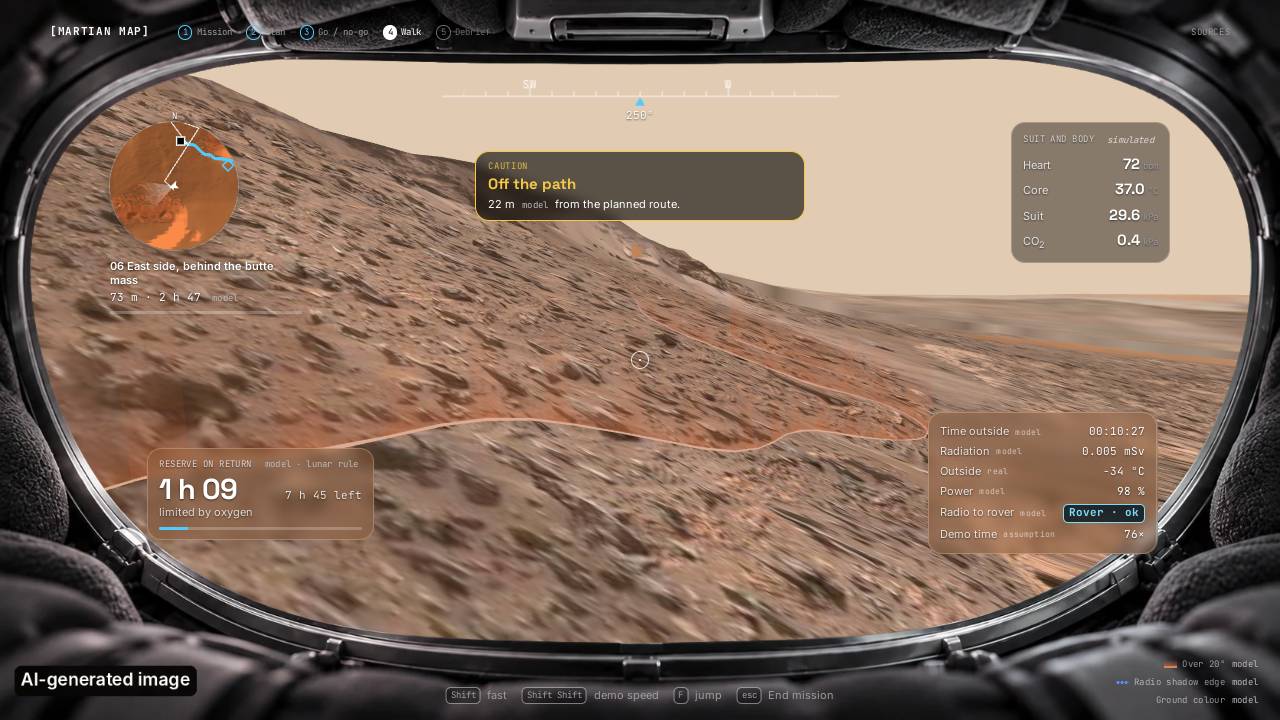 [MARTIAN MAP]
1 Mission
2 Plan
3 Go / no-go
4 Walk
5 Debrief
SOURCES
SW
W
250°
N
CAUTION
Off the path
22 m model from the planned route.
SUIT AND BODY simulated
Heart 72 bpm
Core 37.0 °C
Suit 29.6 kPa
CO2 0.4 kPa
06 East side, behind the butte
mass
73 m · 2 h 47 model
RESERVE ON RETURN model · lunar rule
1 h 09 7 h 45 left
limited by oxygen
Time outside model 00:10:27
Radiation model 0.005 mSv
Outside real -34 °C
Power model 98 %
Radio to rover model Rover · ok
Demo time assumption 76×
AI-generated image
Shift fast Shift Shift demo speed F jump esc End mission
Over 20° model
Radio shadow edge model
Ground colour model